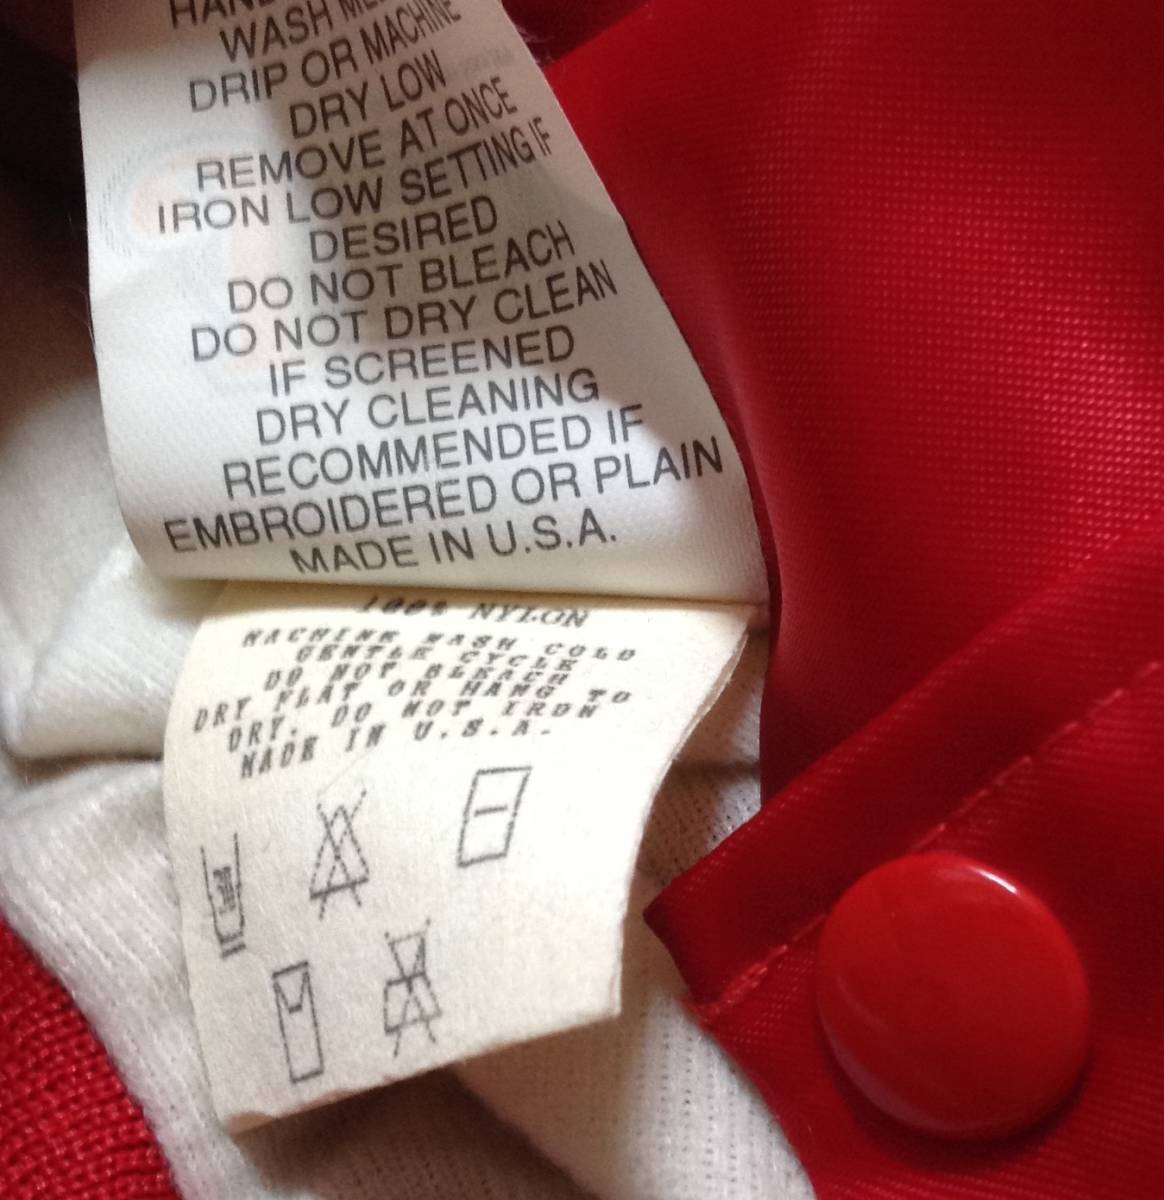 WASH
DRIP OR MACHINE
DRY LOW
REMOVE AT ONCE
IRON LOW SETTING IF
DESIRED
DO NOT BLEACH
DO NOT DRY CLEAN
IF SCREENED
DRY CLEANING
RECOMMENDED IF
EMBROIDERED OR PLAIN
MADE IN U.S.A.
100% NYLON
MACHINE WASH COLD
GENTLE CYCLE
DO NOT BLEACH
DRY FLAT OR HANG TO
DRY. DO NOT IRON
MADE IN U.S.A.